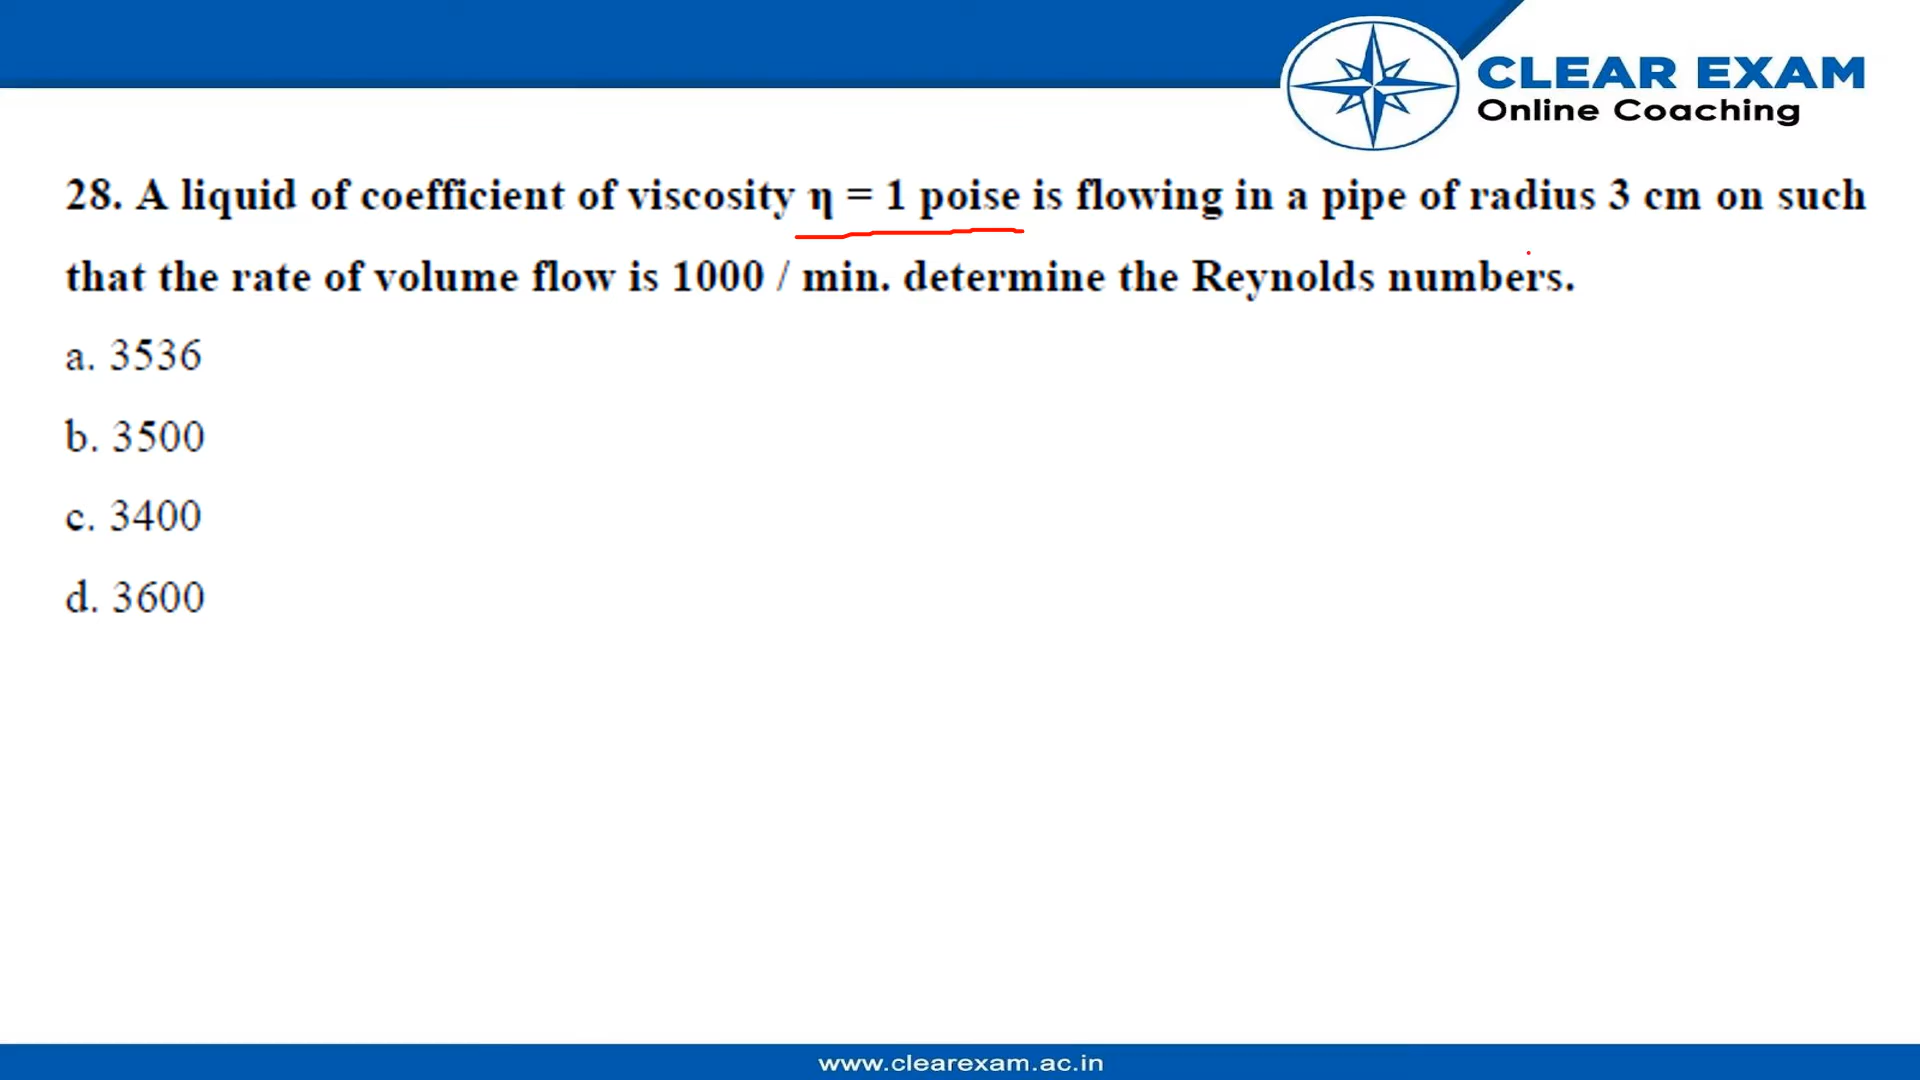 CLEAR EXAM
Online Coaching
28. A liquid of coefficient of viscosity η = 1 poise is flowing in a pipe of radius 3 cm on such
that the rate of volume flow is 1000 / min. determine the Reynolds numbers.
a. 3536
b. 3500
c. 3400
d. 3600
www.clearexam.ac.in